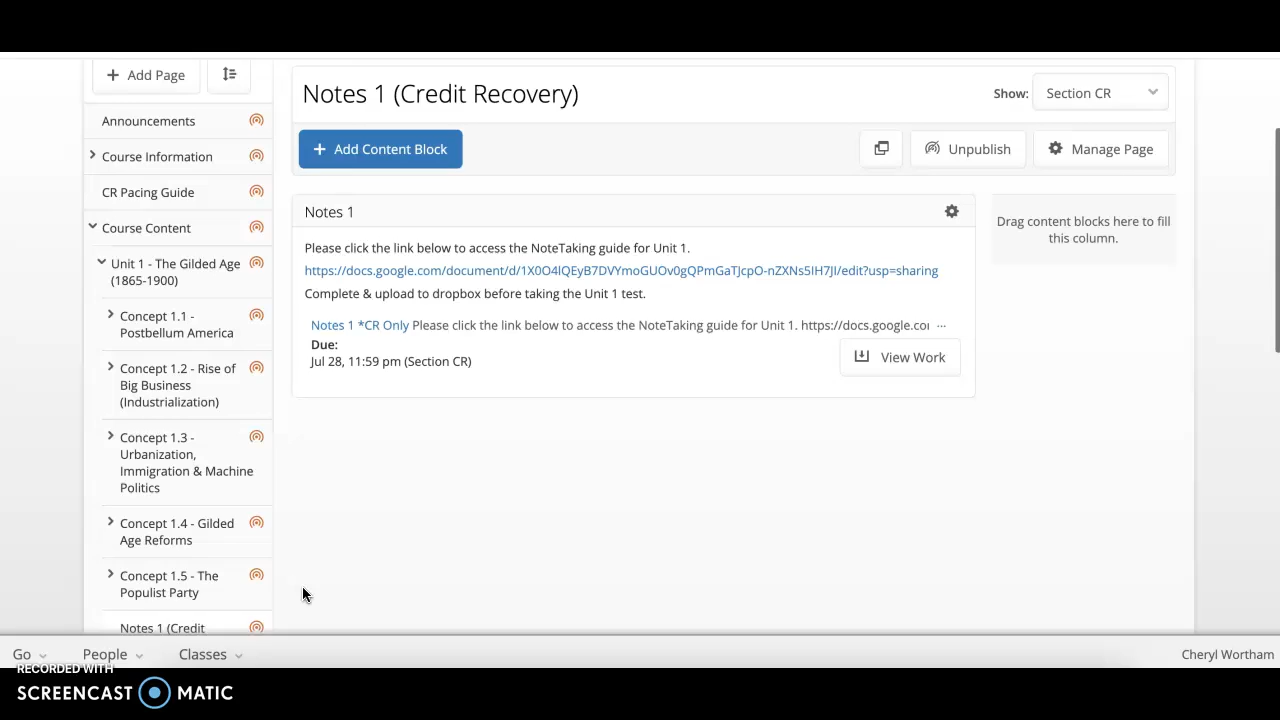 Add Page
Announcements
Course Information
CR Pacing Guide
Course Content
Unit 1 - The Gilded Age
(1865-1900)
Concept 1.1 -
Postbellum America
Concept 1.2 - Rise of
Big Business
(Industrialization)
Concept 1.3 -
Urbanization,
Immigration & Machine
Politics
Concept 1.4 - Gilded
Age Reforms
Concept 1.5 - The
Populist Party
Notes 1 (Credit
Notes 1 (Credit Recovery)
Show: Section CR
Add Content Block
Unpublish
Manage Page
Notes 1
Please click the link below to access the NoteTaking guide for Unit 1.
https://docs.google.com/document/d/1X0O4lQEyB7DVYmoGUOv0gQPmGaTJcpO-nZXNs5IH7JI/edit?usp=sharing
Complete & upload to dropbox before taking the Unit 1 test.
Notes 1 *CR Only Please click the link below to access the NoteTaking guide for Unit 1. https://docs.google.co ...
Due:
Jul 28, 11:59 pm (Section CR)
View Work
Drag content blocks here to fill
this column.
Go People Classes Cheryl Wortham
RECORDED WITH
SCREENCAST MATIC